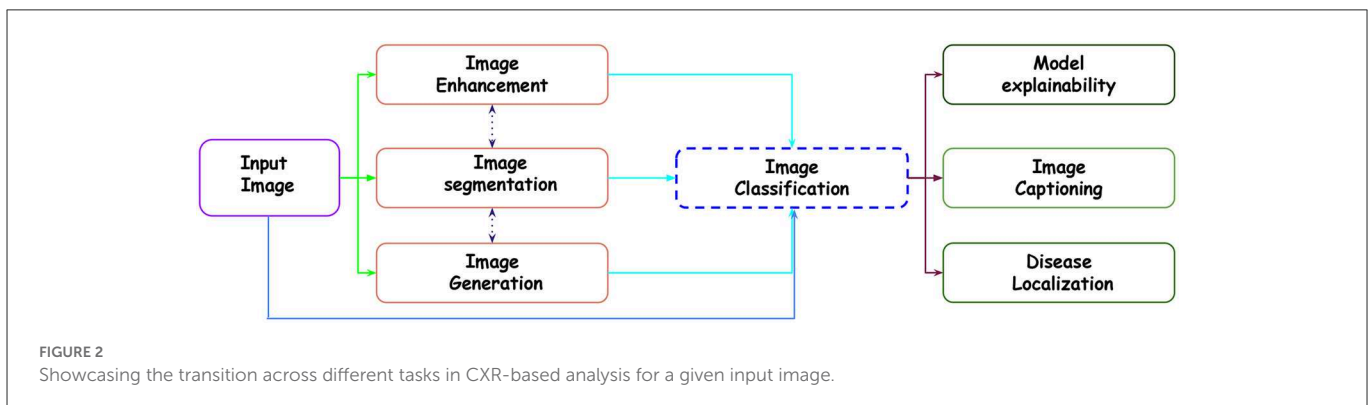 Image
Enhancement
Model
explainability
Input
Image
Image
segmentation
Image
Classification
Image
Captioning
Image
Generation
Disease
Localization
FIGURE 2
Showcasing the transition across different tasks in CXR-based analysis for a given input image.